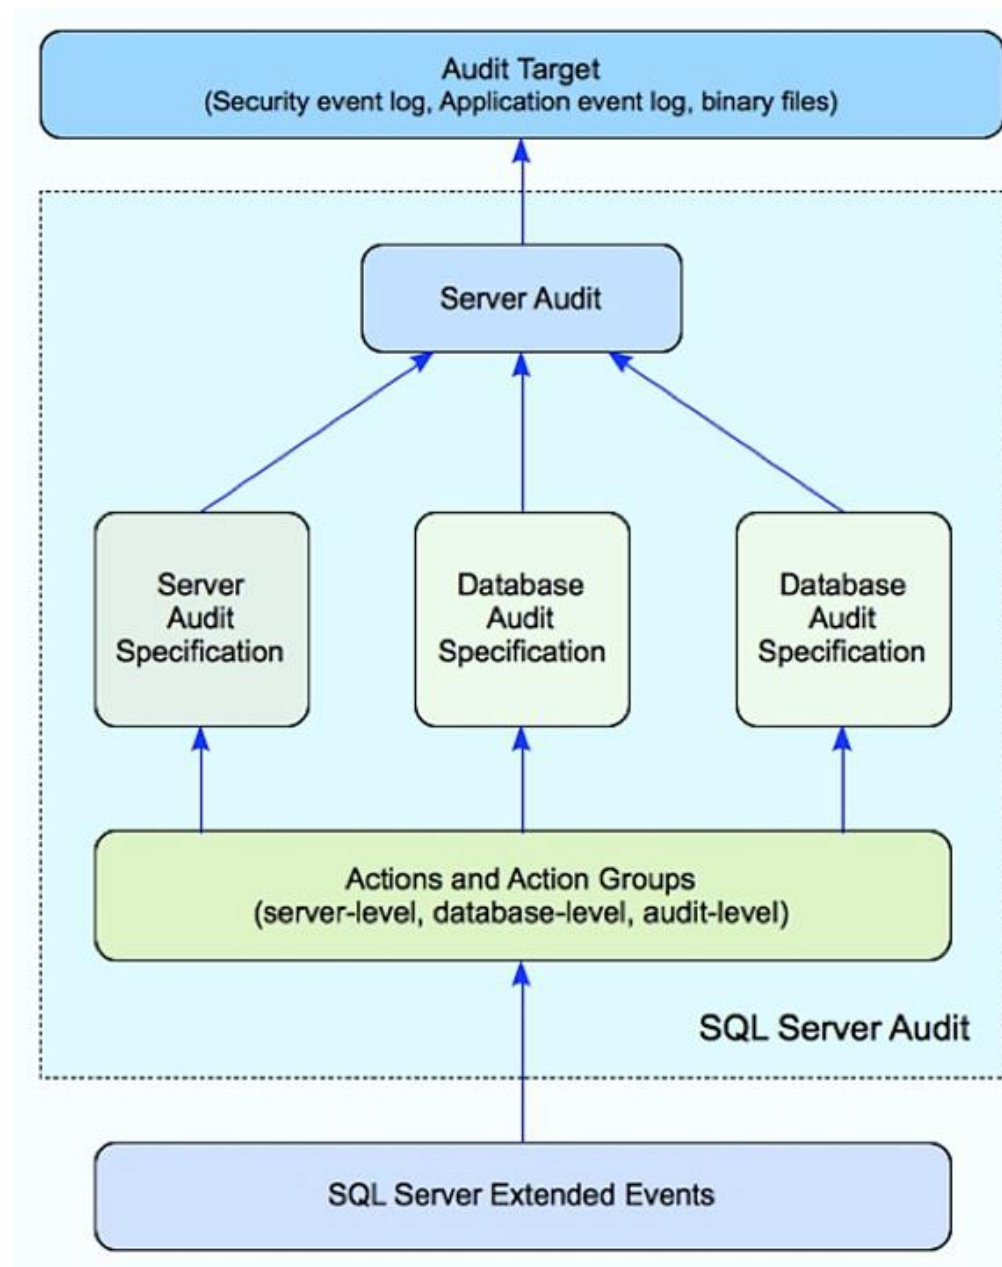 Audit Target
(Security event log, Application event log, binary files)
Server Audit
Server
Audit
Specification
Database
Audit
Specification
Database
Audit
Specification
Actions and Action Groups
(server-level, database-level, audit-level)
SQL Server Audit
SQL Server Extended Events